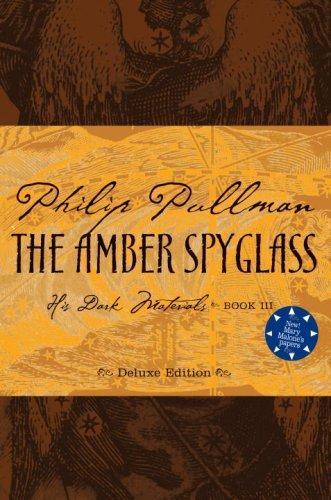 Philip Pullman
THE AMBER SPYGLASS
His Dark Materials BOOK III
New!
Mary
Malone's
papers
Deluxe Edition